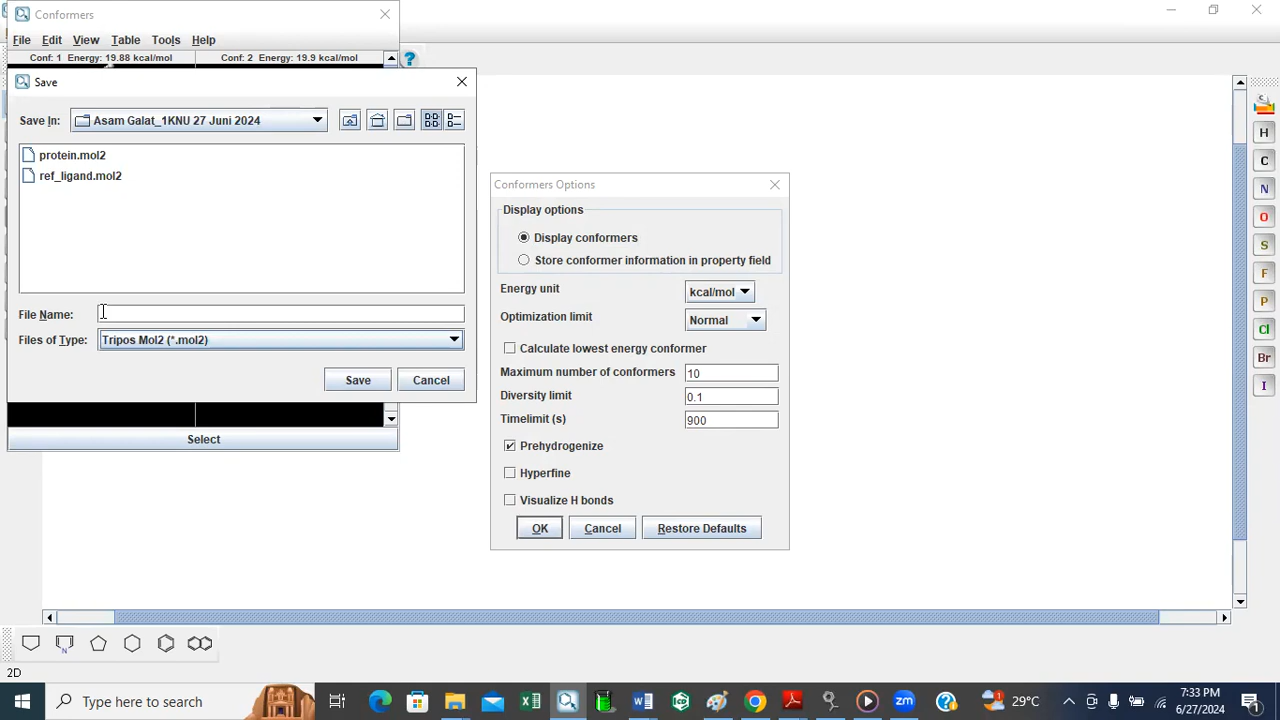 Conformers
File Edit View Table Tools Help
Conf: 1 Energy: 19.88 kcal/mol Conf: 2 Energy: 19.9 kcal/mol
Save
Save In: Asam Galat_1KNU 27 Juni 2024
protein.mol2
ref_ligand.mol2
File Name:
Files of Type: Tripos Mol2 (*.mol2)
Save Cancel
Select
Conformers Options
Display options
Display conformers
Store conformer information in property field
Energy unit kcal/mol
Optimization limit Normal
Calculate lowest energy conformer
Maximum number of conformers 10
Diversity limit 0.1
Timelimit (s) 900
Prehydrogenize
Hyperfine
Visualize H bonds
OK Cancel Restore Defaults
H
C
N
O
S
F
P
Cl
Br
I
N
2D
Type here to search
29°C
7:33 PM
6/27/2024